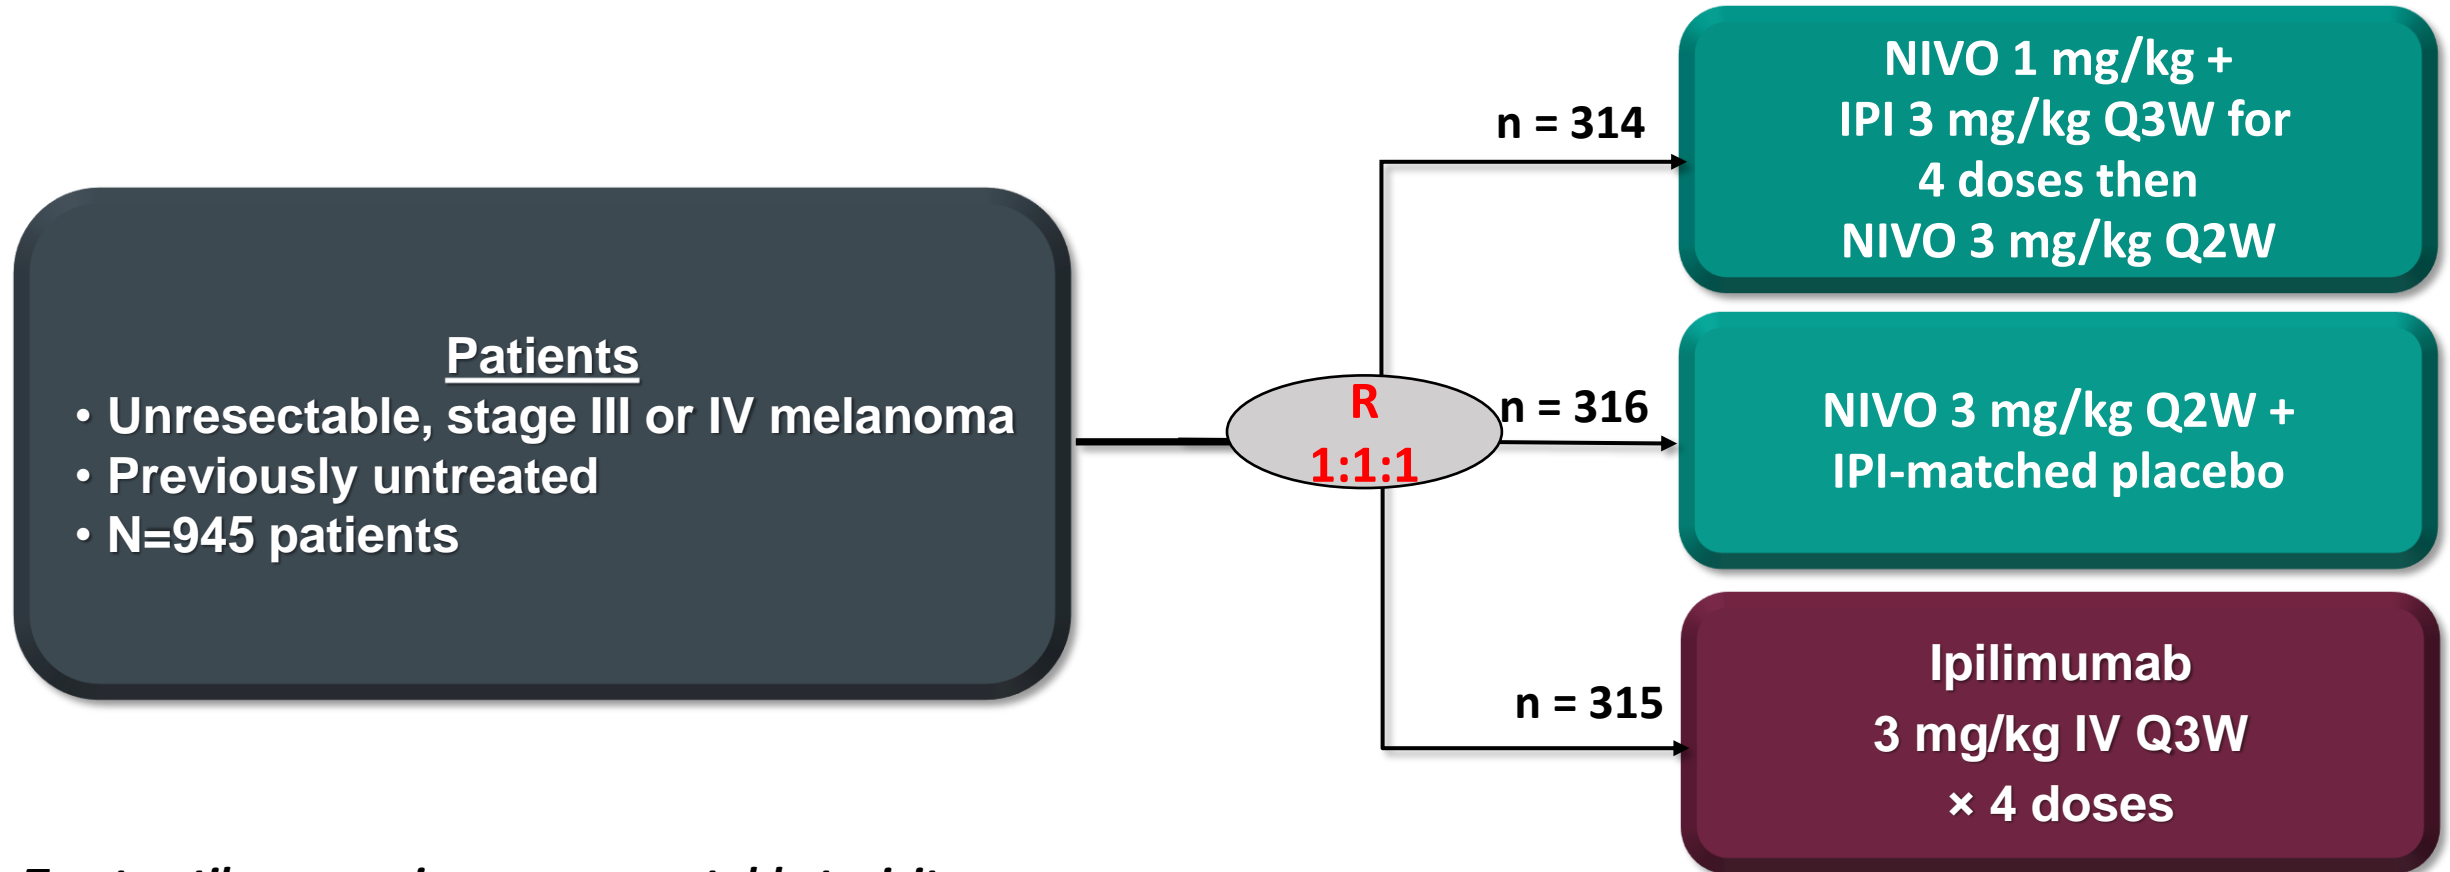 Patients
• Unresectable, stage III or IV melanoma
• Previously untreated
• N=945 patients
R
1:1:1
n = 314
NIVO 1 mg/kg +
IPI 3 mg/kg Q3W for
4 doses then
NIVO 3 mg/kg Q2W
n = 316
NIVO 3 mg/kg Q2W +
IPI-matched placebo
n = 315
Ipilimumab
3 mg/kg IV Q3W
× 4 doses